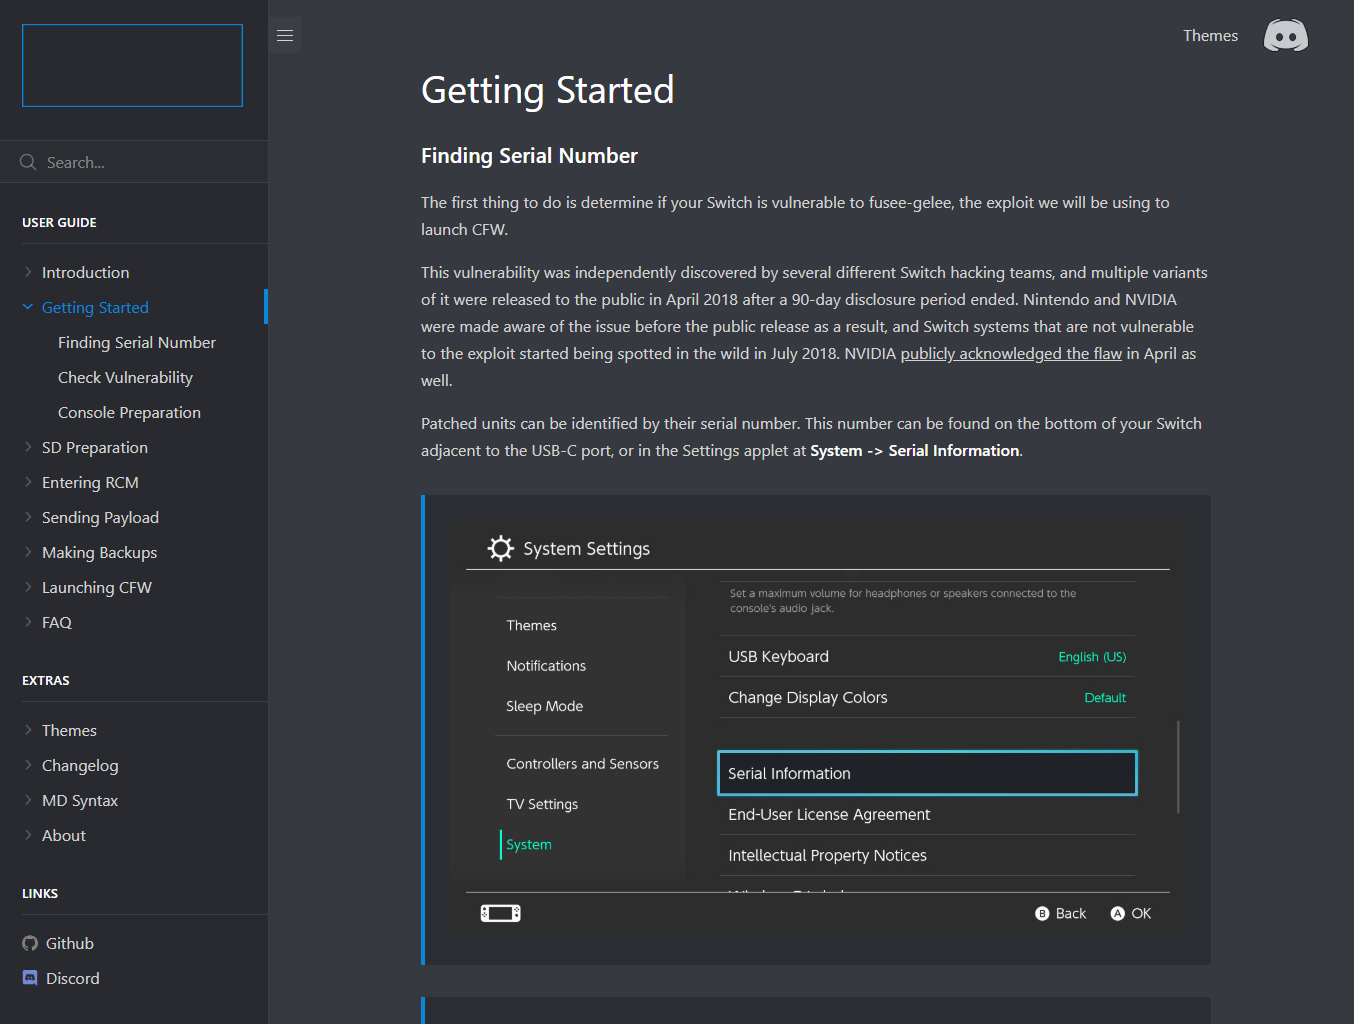 Themes
Search...
USER GUIDE
Introduction
Getting Started
Finding Serial Number
Check Vulnerability
Console Preparation
SD Preparation
Entering RCM
Sending Payload
Making Backups
Launching CFW
FAQ
EXTRAS
Themes
Changelog
MD Syntax
About
LINKS
Github
Discord
Getting Started
Finding Serial Number
The first thing to do is determine if your Switch is vulnerable to fusee-gelee, the exploit we will be using to
launch CFW.
This vulnerability was independently discovered by several different Switch hacking teams, and multiple variants
of it were released to the public in April 2018 after a 90-day disclosure period ended. Nintendo and NVIDIA
were made aware of the issue before the public release as a result, and Switch systems that are not vulnerable
to the exploit started being spotted in the wild in July 2018. NVIDIA publicly acknowledged the flaw in April as
well.
Patched units can be identified by their serial number. This number can be found on the bottom of your Switch
adjacent to the USB-C port, or in the Settings applet at System -> Serial Information.
System Settings
Themes
Notifications
Sleep Mode
Controllers and Sensors
TV Settings
System
Set a maximum volume for headphones or speakers connected to the
console's audio jack.
USB Keyboard English (US)
Change Display Colors Default
Serial Information
End-User License Agreement
Intellectual Property Notices
B Back A OK